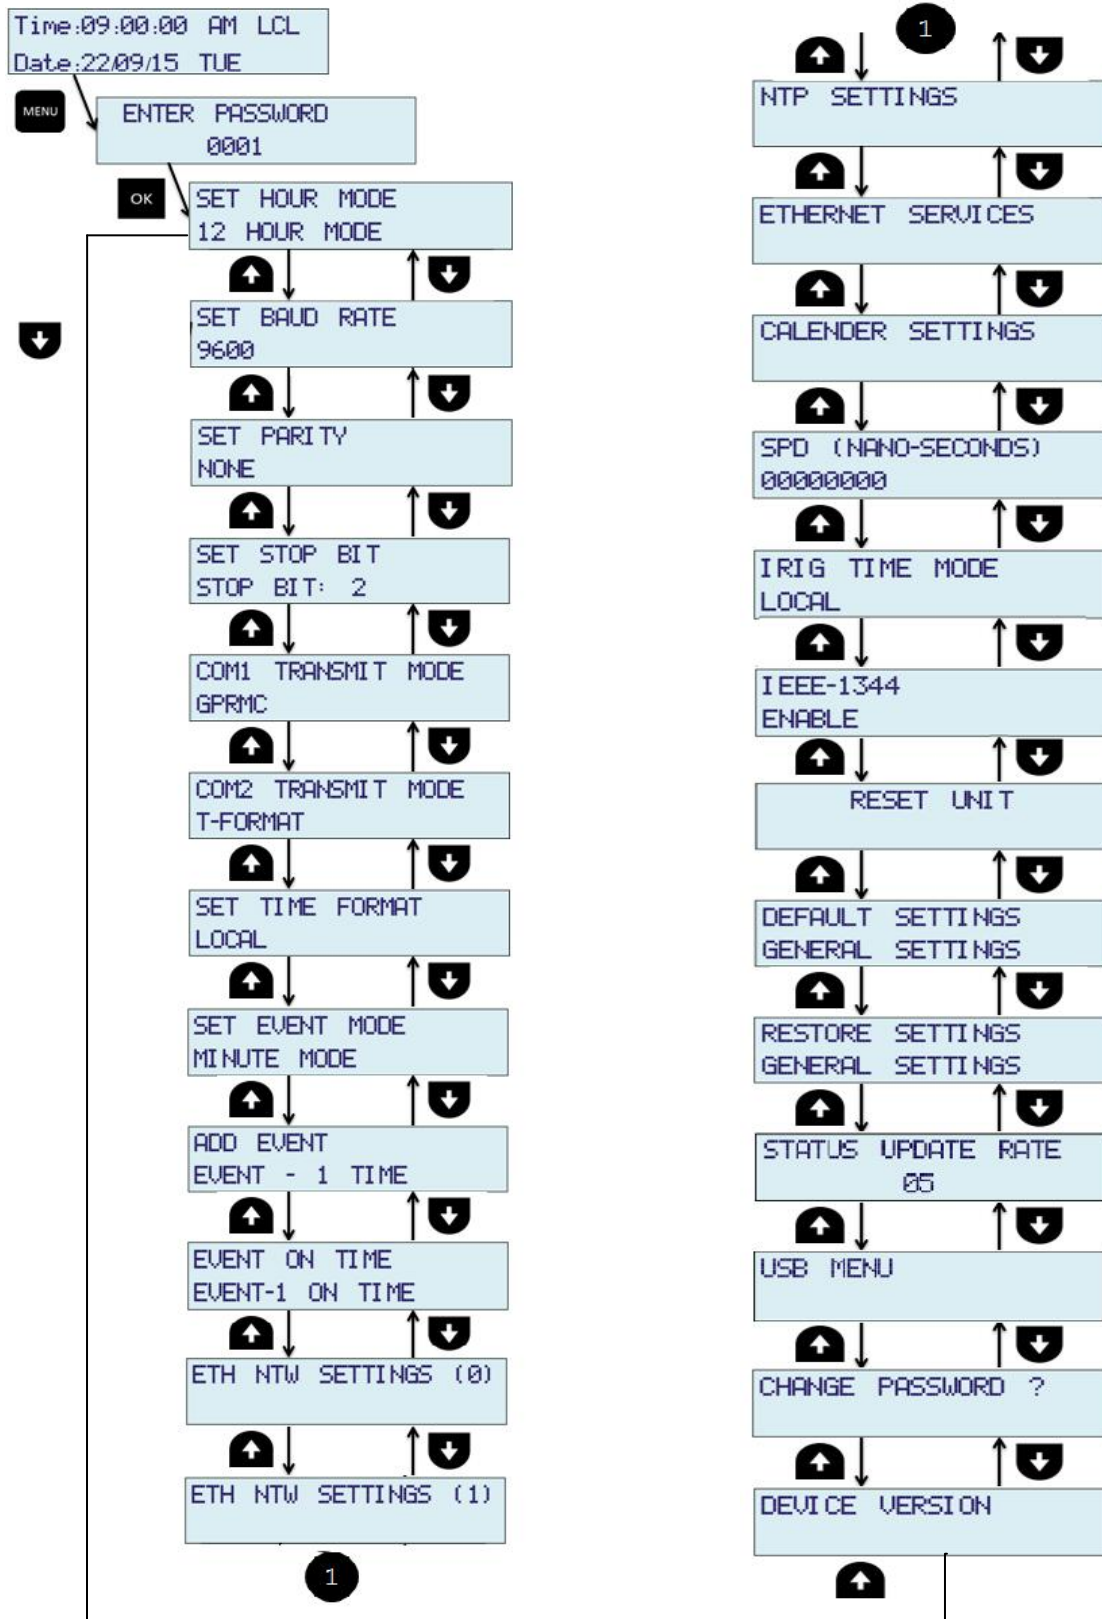 Time:09:00:00 AM LCL
Date:22/09/15 TUE
MENU
ENTER PASSWORD
0001
OK
SET HOUR MODE
12 HOUR MODE
SET BAUD RATE
9600
SET PARITY
NONE
SET STOP BIT
STOP BIT: 2
COM1 TRANSMIT MODE
GPRMC
COM2 TRANSMIT MODE
T-FORMAT
SET TIME FORMAT
LOCAL
SET EVENT MODE
MINUTE MODE
ADD EVENT
EVENT - 1 TIME
EVENT ON TIME
EVENT-1 ON TIME
ETH NTW SETTINGS (0)
ETH NTW SETTINGS (1)
1
1
NTP SETTINGS
ETHERNET SERVICES
CALENDER SETTINGS
SPD (NANO-SECONDS)
00000000
IRIG TIME MODE
LOCAL
IEEE-1344
ENABLE
RESET UNIT
DEFAULT SETTINGS
GENERAL SETTINGS
RESTORE SETTINGS
GENERAL SETTINGS
STATUS UPDATE RATE
05
USB MENU
CHANGE PASSWORD ?
DEVICE VERSION